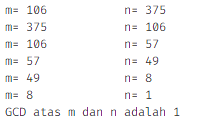 m= 106 n= 375
m= 375 n= 106
m= 106 n= 57
m= 57 n= 49
m= 49 n= 8
m= 8 n= 1
GCD atas m dan n adalah 1